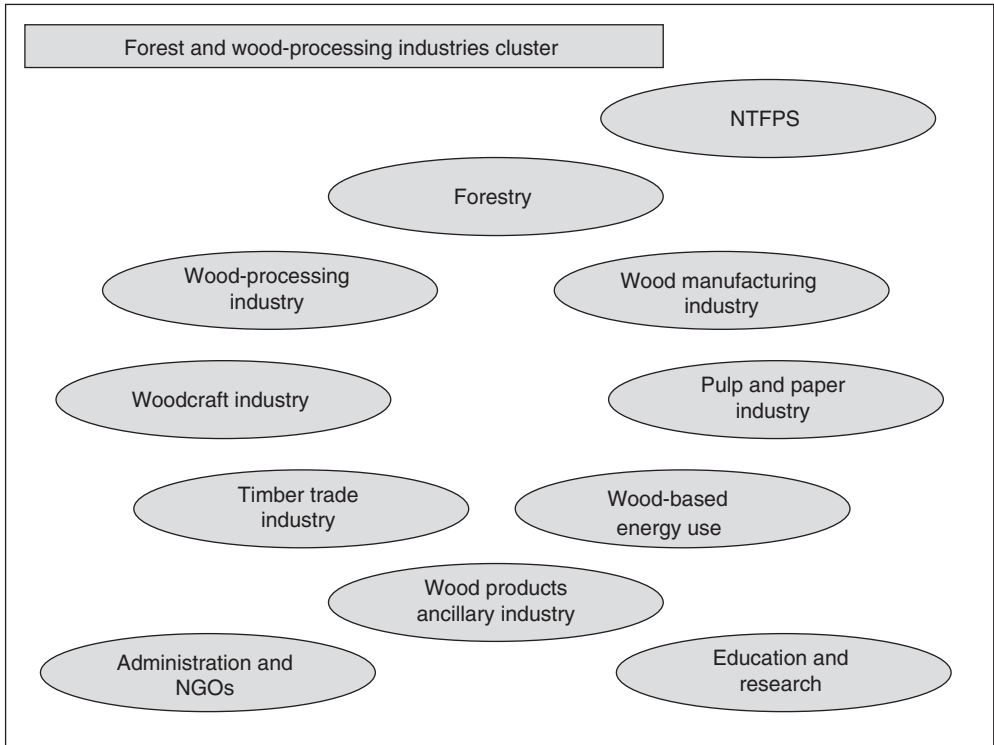 Forest and wood-processing industries cluster
NTFPS
Forestry
Wood-processing
industry
Wood manufacturing
industry
Woodcraft industry
Pulp and paper
industry
Timber trade
industry
Wood-based
energy use
Wood products
ancillary industry
Administration and
NGOs
Education and
research